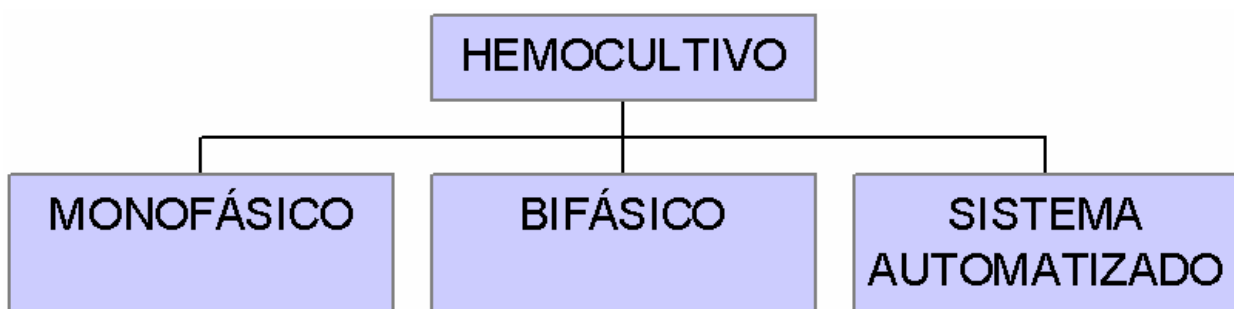 HEMOCULTIVO
MONOFÁSICO
BIFÁSICO
SISTEMA
AUTOMATIZADO